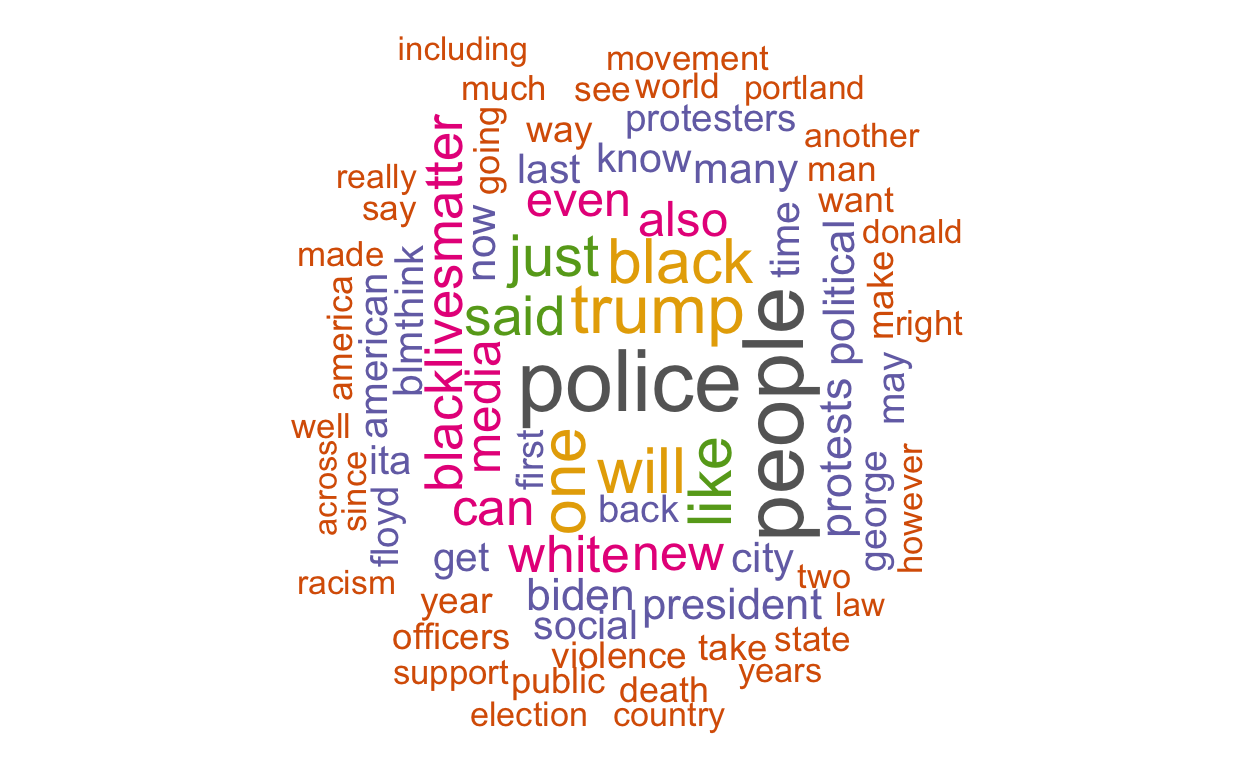 including
movement
much
see
world
portland
protesters
going
way
another
blacklivesmatter
last
know
many
man
really
say
even
also
want
now
time
donald
made
just
black
political
make
blmthink
american
america
said
trump
people
right
media
police
protests
may
well
across
since
ita
first
one
will
like
george
however
floyd
can
back
get
white
new
city
two
racism
year
biden
president
law
social
officers
violence
take
state
support
public
death
years
election
country